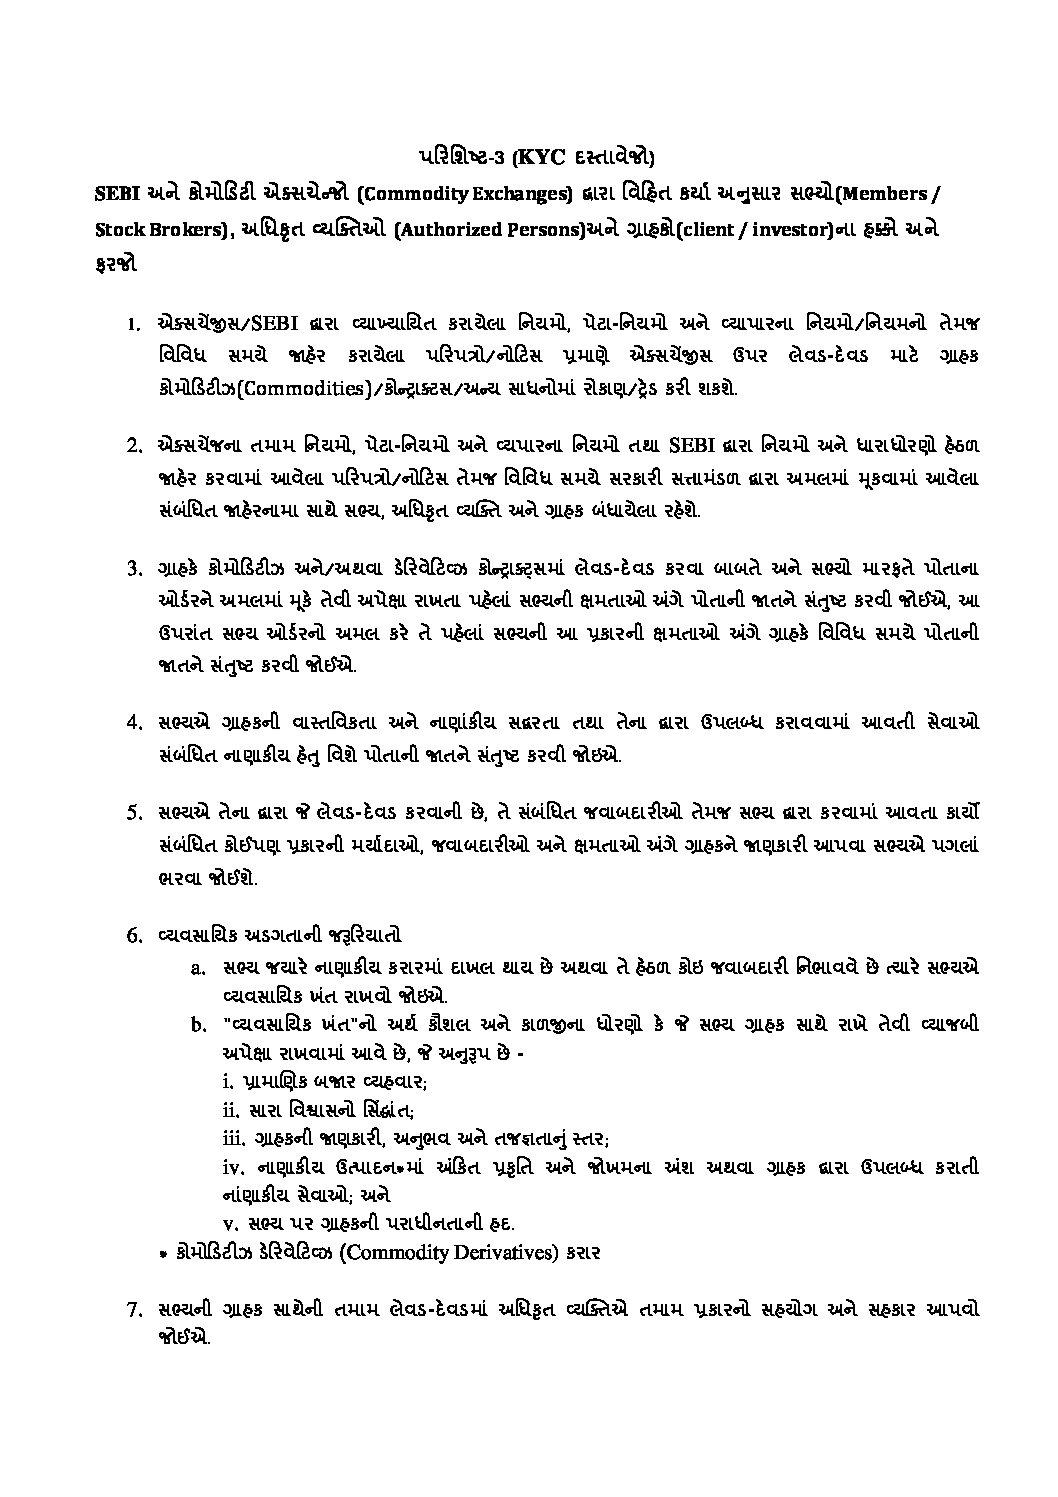 પરિશિષ્ટ-3 (KYC દસ્તાવેજો)
SEBI અને કોમોડિટી એક્સચેન્જો (Commodity Exchanges) દ્વારા વિહિત કર્યા અનુસાર સભ્યો(Members /
Stock Brokers), અધિકૃત વ્યક્તિઓ (Authorized Persons)અને ગ્રાહકો(client / investor)ના હક્કો અને
ફરજો
1. એક્સચેંજીસ/SEBI દ્વારા વ્યાખ્યાયિત કરાયેલા નિયમો, પેટા-નિયમો અને વ્યાપારના નિયમો/નિયમનો તેમજ
વિવિધ સમયે જાહેર કરાયેલા પરિપત્રો/નોટિસ પ્રમાણે એક્સચેંજીસ ઉપર લેવડ-દેવડ માટે ગ્રાહક
કોમોડિટીઝ(Commodities)/કોન્ટ્રાક્ટસ/અન્ય સાધનોમાં રોકાણ/ટ્રેડ કરી શકશે.
2. એક્સચેંજના તમામ નિયમો, પેટા-નિયમો અને વ્યપારના નિયમો તથા SEBI દ્વારા નિયમો અને ધારાધોરણો હેઠળ
જાહેર કરવામાં આવેલા પરિપત્રો/નોટિસ તેમજ વિવિધ સમયે સરકારી સત્તામંડળ દ્વારા અમલમાં મૂકવામાં આવેલા
સંબંધિત જાહેરનામા સાથે સભ્ય, અધિકૃત વ્યક્તિ અને ગ્રાહક બંધાયેલા રહેશે.
3. ગ્રાહકે કોમોડિટીઝ અને/અથવા ડેરિવેટિવ્ઝ કોન્ટ્રાક્ટ્સમાં લેવડ-દેવડ કરવા બાબતે અને સભ્યો મારફતે પોતાના
ઓર્ડરને અમલમાં મૂકે તેવી અપેક્ષા રાખતા પહેલાં સભ્યની ક્ષમતાઓ અંગે પોતાની જાતને સંતુષ્ટ કરવી જોઈએ, આ
ઉપરાંત સભ્ય ઓર્ડરનો અમલ કરે તે પહેલાં સભ્યની આ પ્રકારની ક્ષમતાઓ અંગે ગ્રાહકે વિવિધ સમયે પોતાની
જાતને સંતુષ્ટ કરવી જોઈએ.
4. સભ્યએ ગ્રાહકની વાસ્તવિકતા અને નાણાંકીય સદ્ધરતા તથા તેના દ્વારા ઉપલબ્ધ કરાવવામાં આવતી સેવાઓ
સંબંધિત નાણાકીય હેતુ વિશે પોતાની જાતને સંતુષ્ટ કરવી જોઇએ.
5. સભ્યએ તેના દ્વારા જે લેવડ-દેવડ કરવાની છે, તે સંબંધિત જવાબદારીઓ તેમજ સભ્ય દ્વારા કરવામાં આવતા કાર્યો
સંબંધિત કોઈપણ પ્રકારની મર્યાદાઓ, જવાબદારીઓ અને ક્ષમતાઓ અંગે ગ્રાહકને જાણકારી આપવા સભ્યએ પગલાં
ભરવા જોઈશે.
6. વ્યવસાયિક અડગતાની જરૂરિયાતો
a. સભ્ય જયારે નાણાકીય કરારમાં દાખલ થાય છે અથવા તે હેઠળ કોઇ જવાબદારી નિભાવવે છે ત્યારે સભ્યએ
વ્યવસાયિક ખંત રાખવો જોઇએ.
b. "વ્યવસાયિક ખંત"નો અર્થ કૌશલ અને કાળજીના ધોરણો કે જે સભ્ય ગ્રાહક સાથે રાખે તેવી વ્યાજબી
અપેક્ષા રાખવામાં આવે છે, જે અનુરૂપ છે -
i. પ્રામાણિક બજાર વ્યહવાર;
ii. સારા વિશ્વાસનો સિંદ્ધાંત;
iii. ગ્રાહકની જાણકારી, અનુભવ અને તજજ્ઞતાનું સ્તર;
iv. નાણાકીય ઉત્પાદન*માં અંકિત પ્રકૃતિ અને જોખમના અંશ અથવા ગ્રાહક દ્વારા ઉપલબ્ધ કરાતી
નાંણાકીય સેવાઓ; અને
v. સભ્ય પર ગ્રાહકની પરાધીનતાની હદ.
* કોમોડિટીઝ ડેરિવેટિવ્ઝ (Commodity Derivatives) કરાર
7. સભ્યની ગ્રાહક સાથેની તમામ લેવડ-દેવડમાં અધિકૃત વ્યક્તિએ તમામ પ્રકારનો સહયોગ અને સહકાર આપવો
જોઈએ.